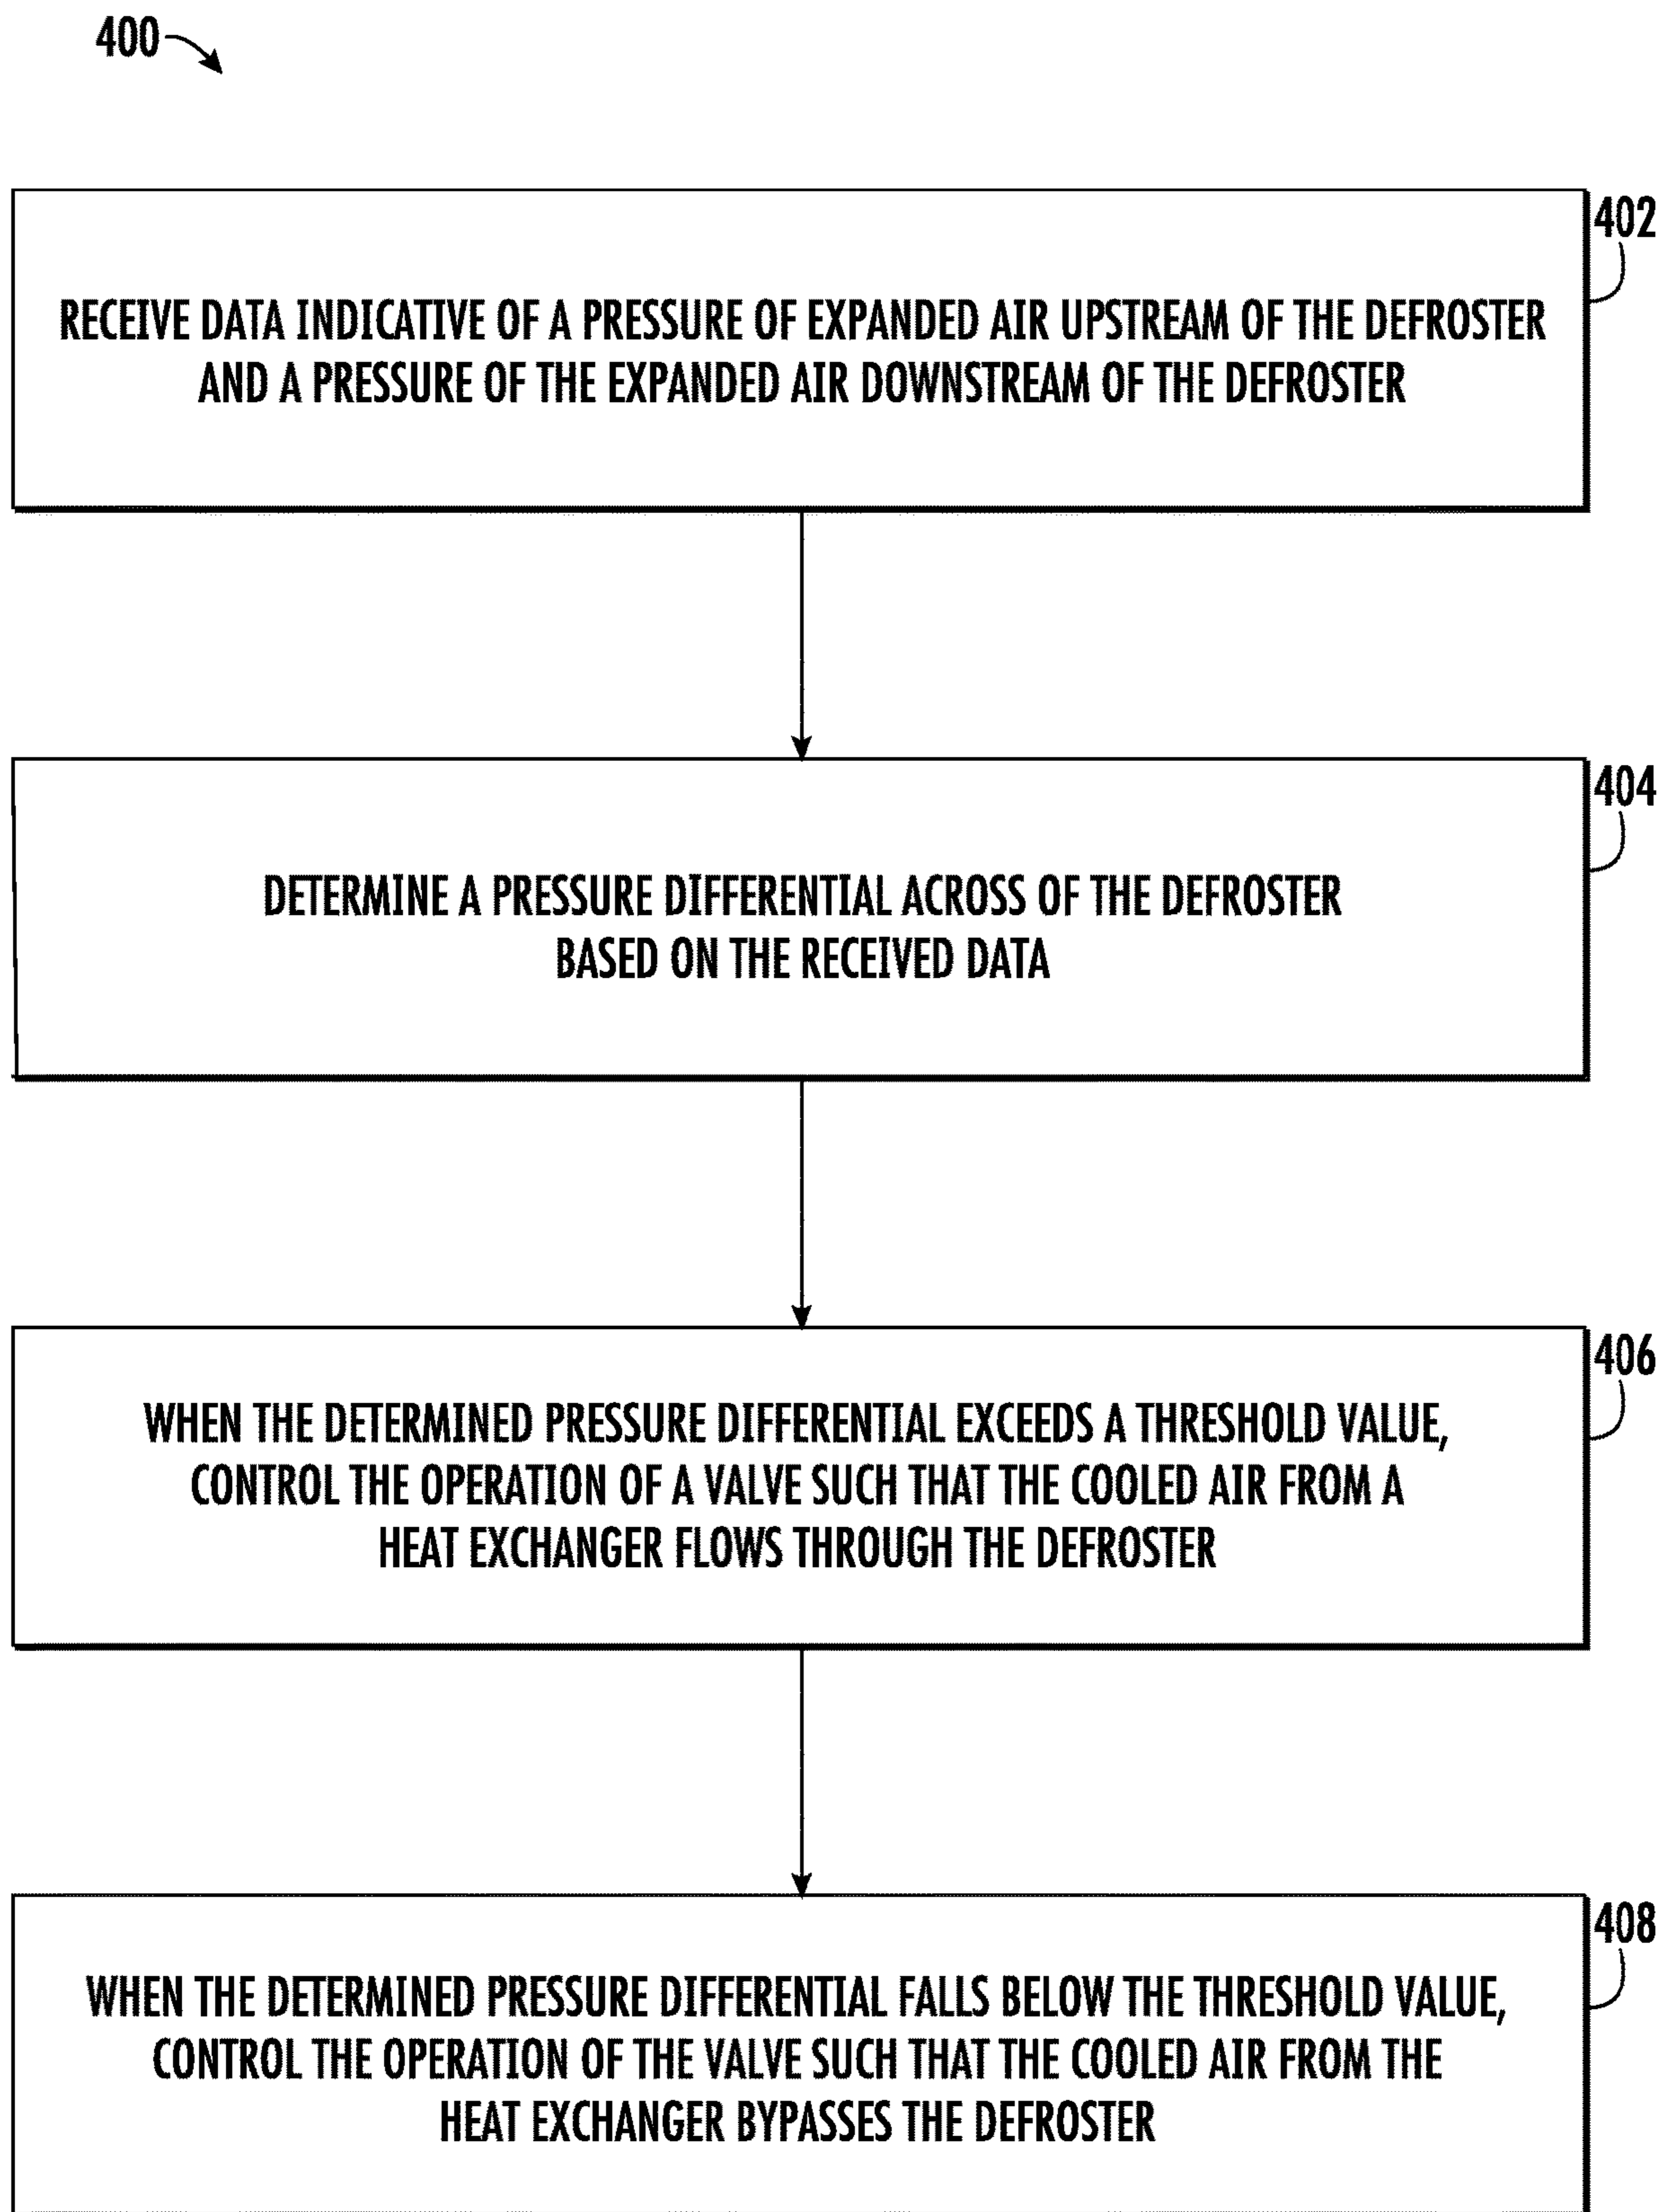 400
402
RECEIVE DATA INDICATIVE OF A PRESSURE OF EXPANDED AIR UPSTREAM OF THE DEFROSTER
AND A PRESSURE OF THE EXPANDED AIR DOWNSTREAM OF THE DEFROSTER
404
DETERMINE A PRESSURE DIFFERENTIAL ACROSS OF THE DEFROSTER
BASED ON THE RECEIVED DATA
406
WHEN THE DETERMINED PRESSURE DIFFERENTIAL EXCEEDS A THRESHOLD VALUE,
CONTROL THE OPERATION OF A VALVE SUCH THAT THE COOLED AIR FROM A
HEAT EXCHANGER FLOWS THROUGH THE DEFROSTER
408
WHEN THE DETERMINED PRESSURE DIFFERENTIAL FALLS BELOW THE THRESHOLD VALUE,
CONTROL THE OPERATION OF THE VALVE SUCH THAT THE COOLED AIR FROM THE
HEAT EXCHANGER BYPASSES THE DEFROSTER